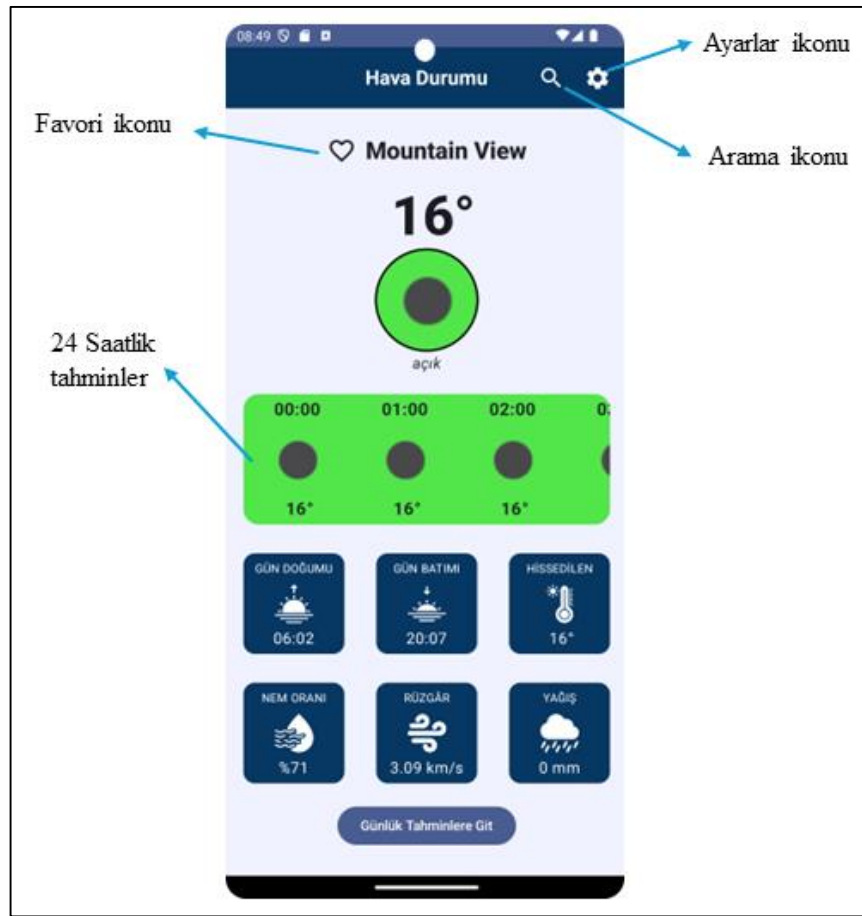 08:49
Hava Durumu
Ayarlar ikonu
Favori ikonu
Mountain View
Arama ikonu
16°
açık
24 Saatlik
tahminler
00:00 01:00 02:00 0
16° 16° 16°
GÜN DOĞUMU GÜN BATIMI HİSSEDİLEN
06:02 20:07 16°
NEM ORANI RÜZGÂR YAĞIŞ
%71 3.09 km/s 0 mm
Günlük Tahminlere Git